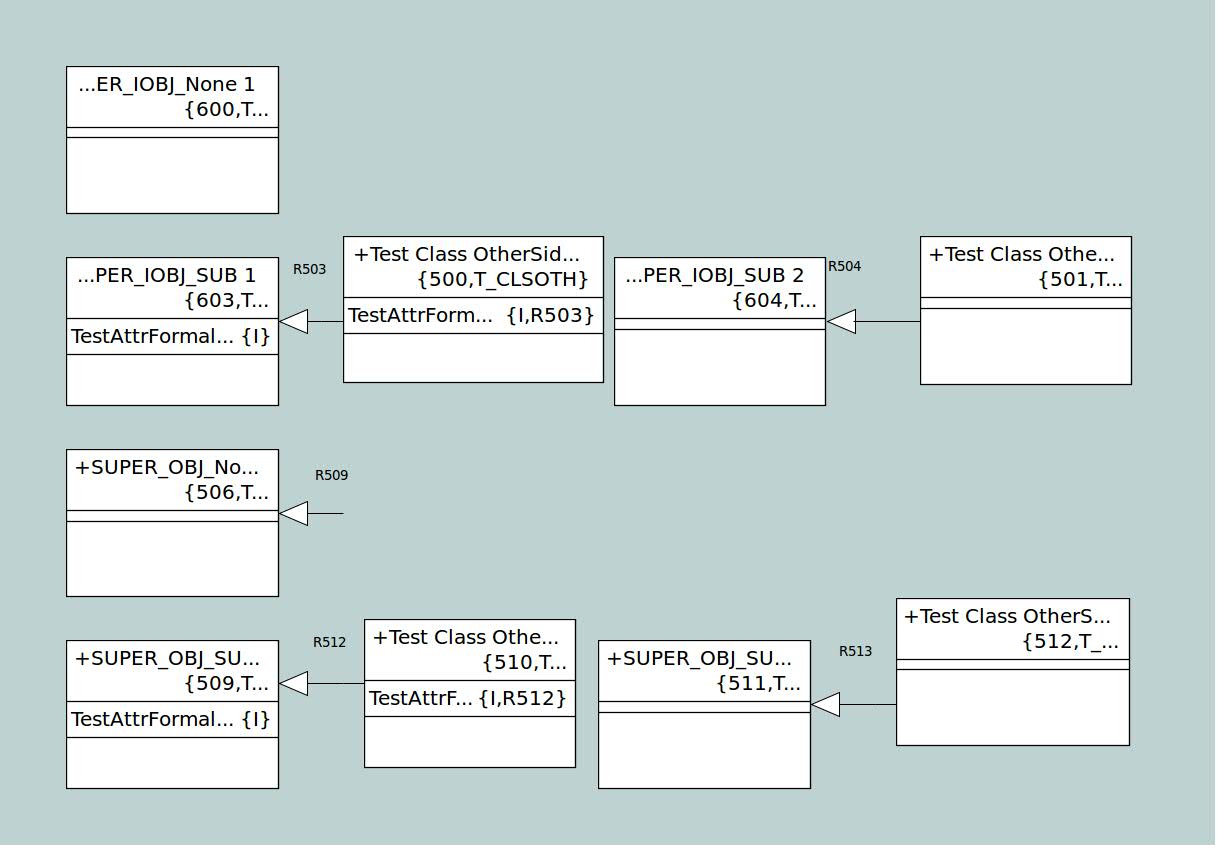 ...ER_IOBJ_None 1
{600,T...
...PER_IOBJ_SUB 1
{603,T...
TestAttrFormal... {I}
R503
+Test Class OtherSid...
{500,T_CLSOTH}
TestAttrForm... {I,R503}
...PER_IOBJ_SUB 2
{604,T...
R504
+Test Class Othe...
{501,T...
+SUPER_OBJ_No...
{506,T...
R509
+SUPER_OBJ_SU...
{509,T...
TestAttrFormal... {I}
R512
+Test Class Othe...
{510,T...
TestAttrF... {I,R512}
+SUPER_OBJ_SU...
{511,T...
R513
+Test Class OtherS...
{512,T_...